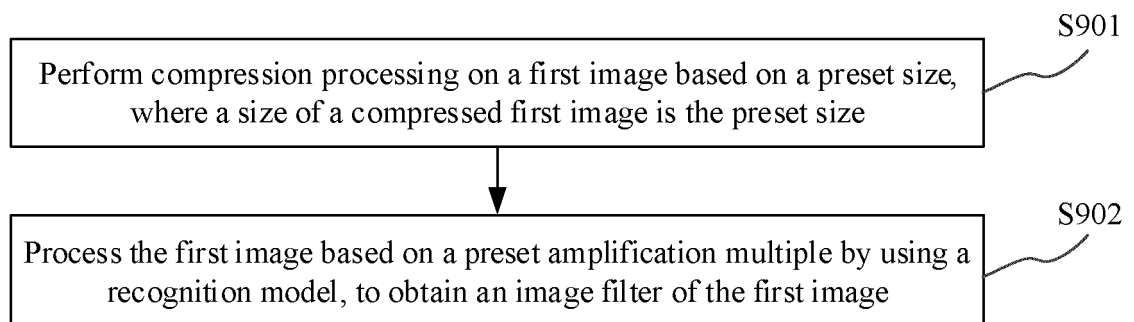 S901
Perform compression processing on a first image based on a preset size,
where a size of a compressed first image is the preset size
S902
Process the first image based on a preset amplification multiple by using a
recognition model, to obtain an image filter of the first image